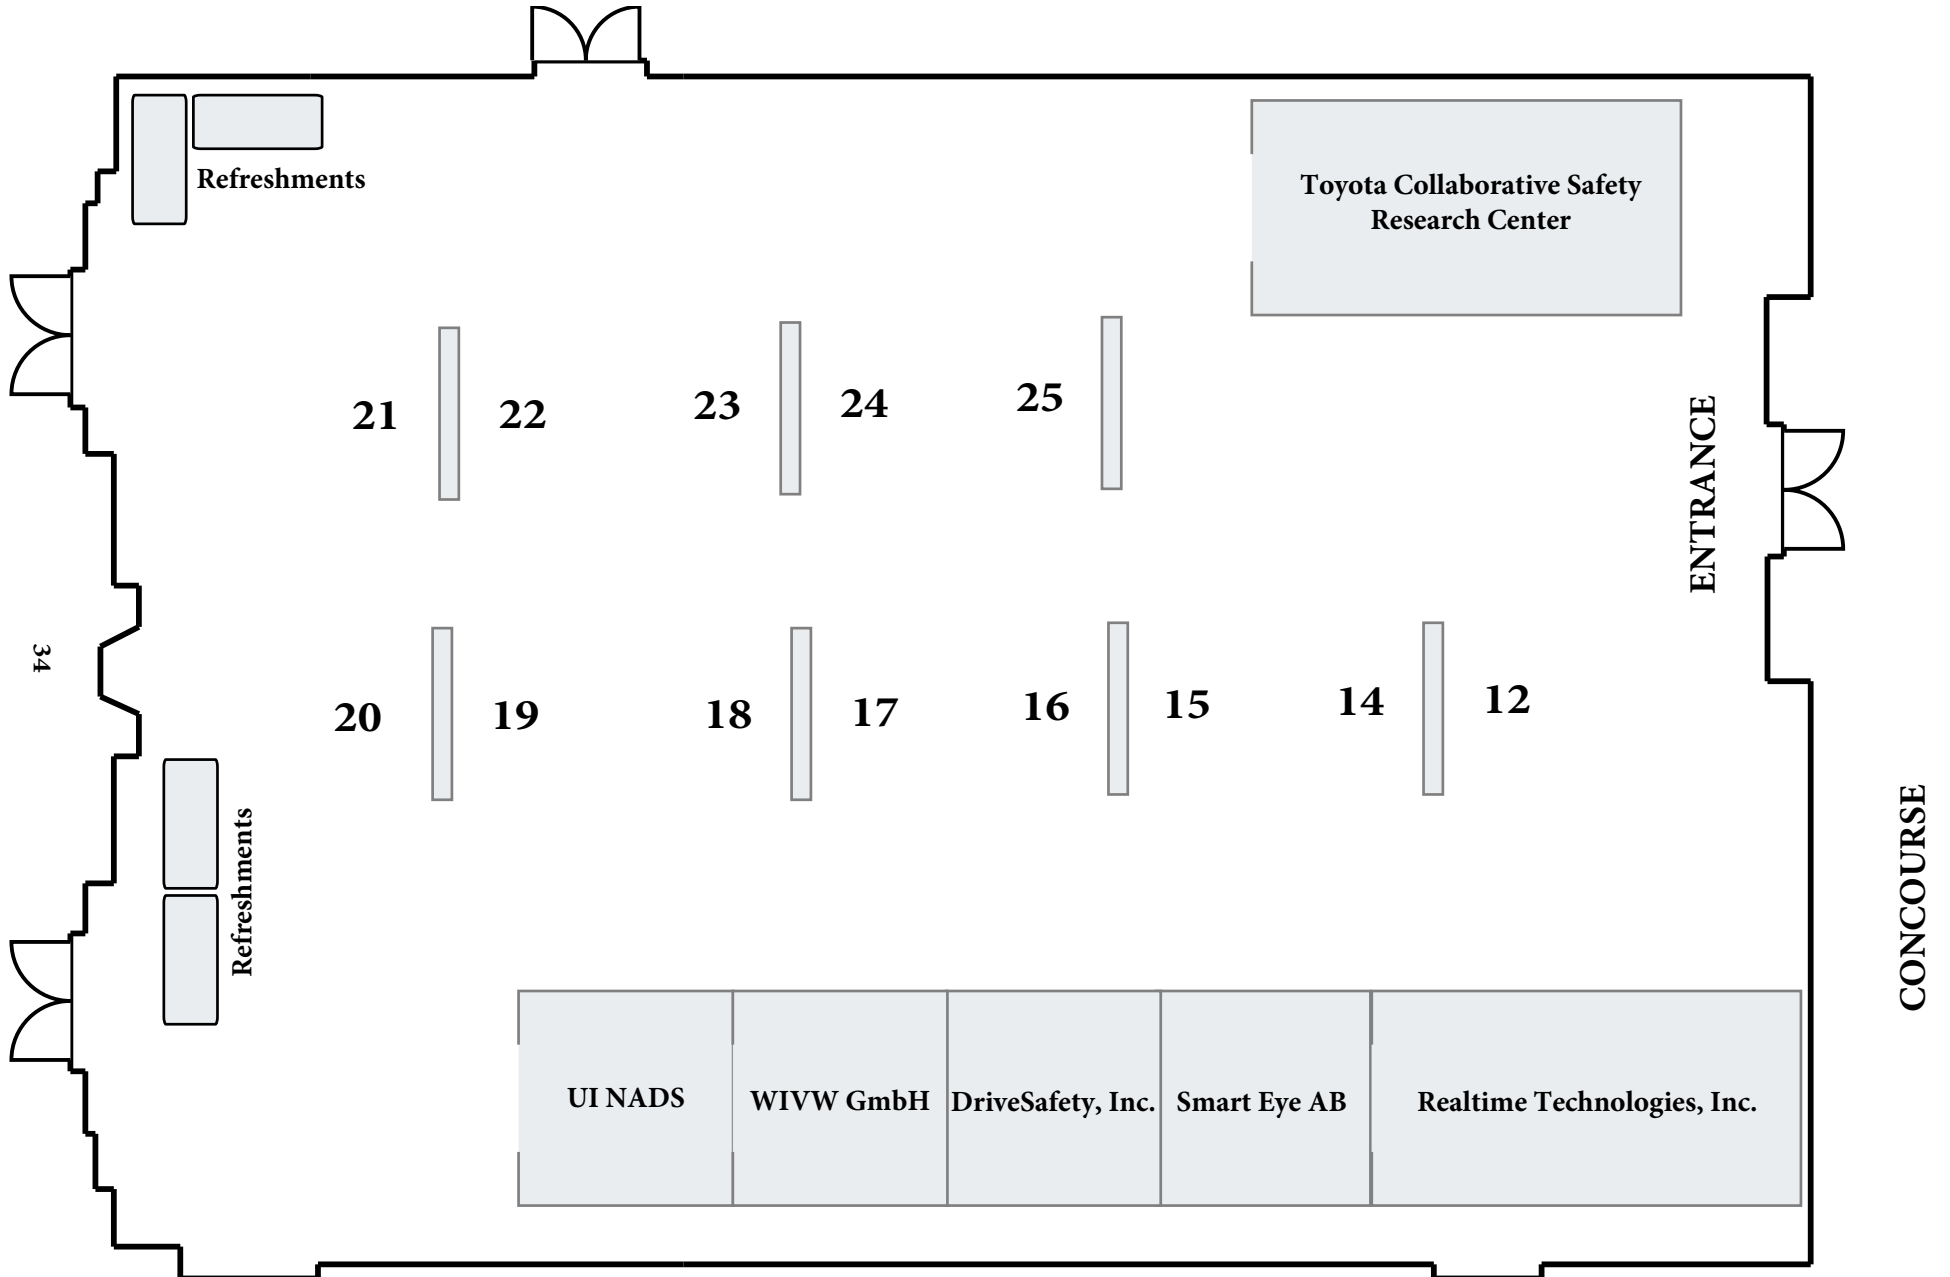 Refreshments
Toyota Collaborative Safety
Research Center
21
22
23
24
25
ENTRANCE
34
20
19
18
17
16
15
14
12
Refreshments
CONCOURSE
UI NADS
WIVW GmbH
DriveSafety, Inc.
Smart Eye AB
Realtime Technologies, Inc.